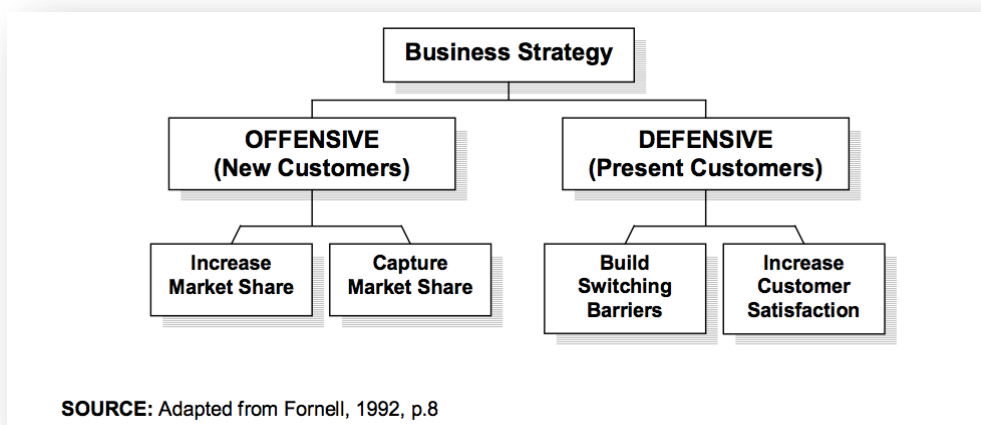 Business Strategy
OFFENSIVE
(New Customers)
DEFENSIVE
(Present Customers)
Increase
Market Share
Capture
Market Share
Build
Switching
Barriers
Increase
Customer
Satisfaction
SOURCE: Adapted from Fornell, 1992, p.8